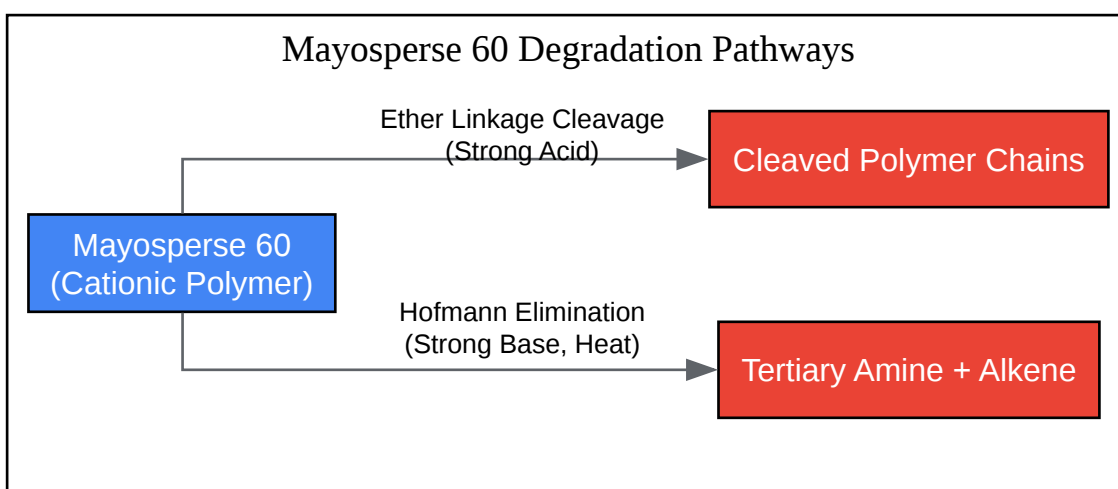 Mayosperse 60 Degradation Pathways
Ether Linkage Cleavage
(Strong Acid)
Cleaved Polymer Chains
Mayosperse 60
(Cationic Polymer)
Hofmann Elimination
(Strong Base, Heat)
Tertiary Amine + Alkene